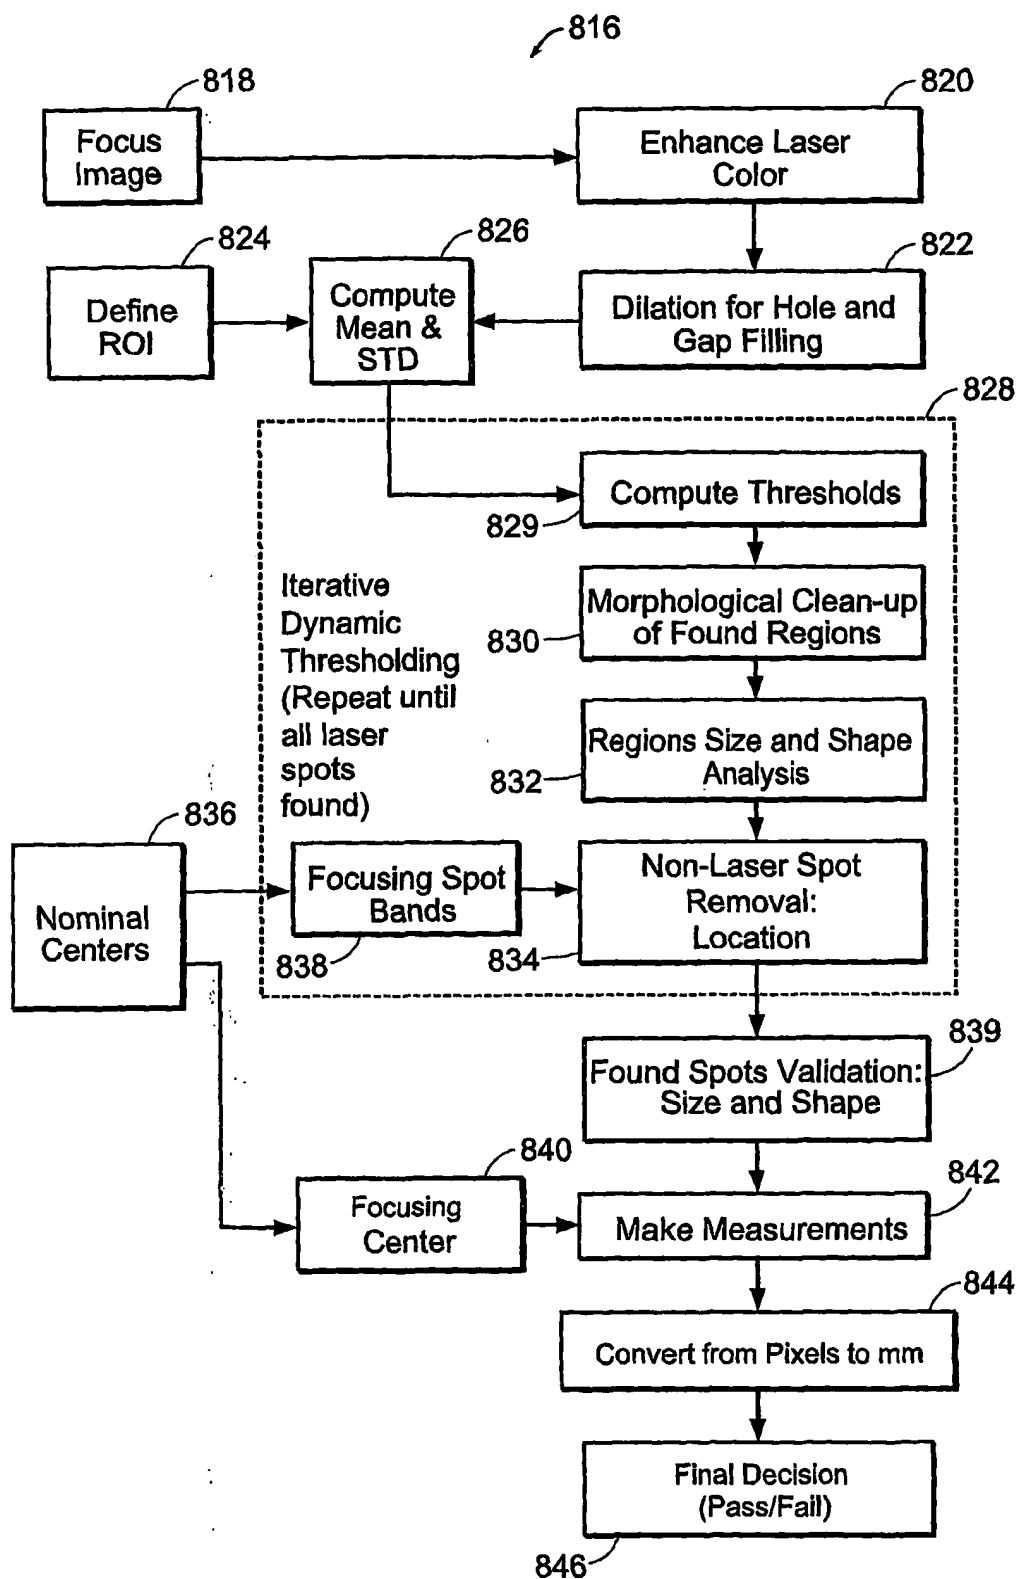 816
818
820
Focus
Image
Enhance Laser
Color
824
826
822
Define
ROI
Compute
Mean &
STD
Dilation for Hole and
Gap Filling
828
Compute Thresholds
829
Iterative
Dynamic
Thresholding
(Repeat until
all laser
spots
found)
Morphological Clean-up
of Found Regions
830
Regions Size and Shape
Analysis
832
836
Nominal
Centers
Focusing Spot
Bands
838
Non-Laser Spot
Removal:
Location
834
839
Found Spots Validation:
Size and Shape
840
Focusing
Center
842
Make Measurements
844
Convert from Pixels to mm
Final Decision
(Pass/Fail)
846